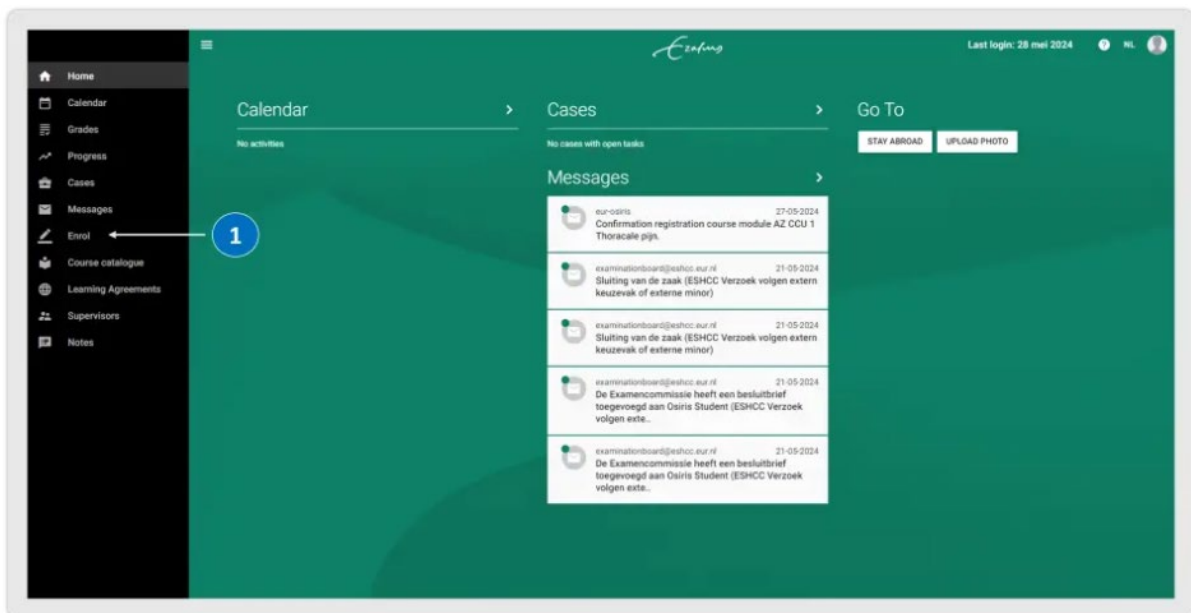 Erasmus
Last login: 28 mei 2024
? NL
Home
Calendar
Grades
Progress
Cases
Messages
Enrol
Course catalogue
Learning Agreements
Supervisors
Notes
1
Calendar >
No activities
Cases >
No cases with open tasks
Messages >
eur-osiris 27-05-2024
Confirmation registration course module AZ CCU 1
Thoracale pijn.
examinationboard@eshcc.eur.nl 21-05-2024
Sluiting van de zaak (ESHCC Verzoek volgen extern
keuzevak of externe minor)
examinationboard@eshcc.eur.nl 21-05-2024
Sluiting van de zaak (ESHCC Verzoek volgen extern
keuzevak of externe minor)
examinationboard@eshcc.eur.nl 21-05-2024
De Examencommissie heeft een besluitbrief
toegevoegd aan Osiris Student (ESHCC Verzoek
volgen exte..
examinationboard@eshcc.eur.nl 21-05-2024
De Examencommissie heeft een besluitbrief
toegevoegd aan Osiris Student (ESHCC Verzoek
volgen exte..
Go To
STAY ABROAD UPLOAD PHOTO